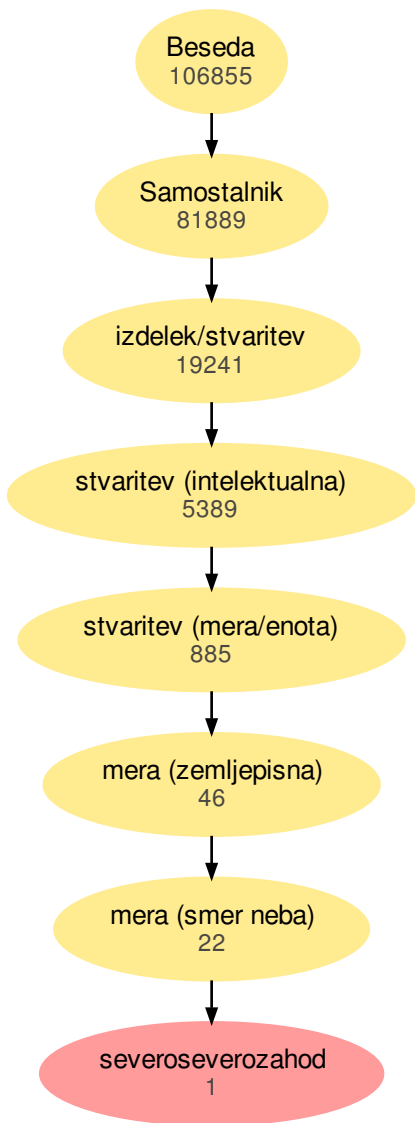 Beseda
106855
Samostalnik
81889
izdelek/stvaritev
19241
stvaritev (intelektualna)
5389
stvaritev (mera/enota)
885
mera (zemljepisna)
46
mera (smer neba)
22
severoseverozahod
1